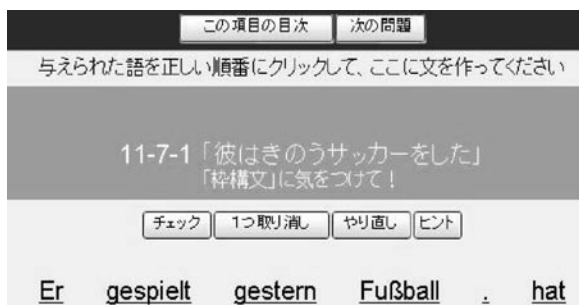 この項目の目次 次の問題
与えられた語を正しい順番にクリックして、ここに文を作ってください
11-7-1「彼はきのうサッカーをした」
「枠構文」に気をつけて！
チェック 1つ取り消し やり直し ヒント
Er gespielt gestern Fußball . hat